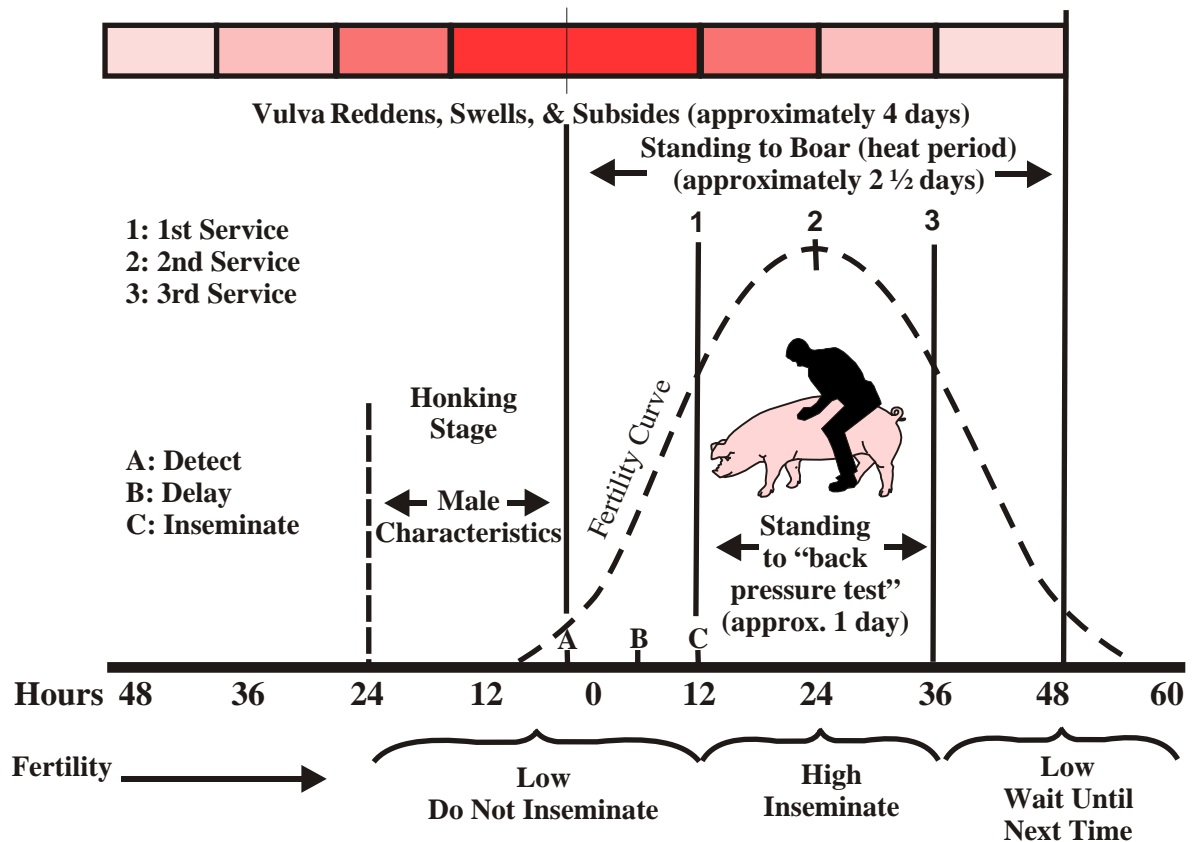 Vulva Reddens, Swells, & Subsides (approximately 4 days)
Standing to Boar (heat period)
(approximately 2 ½ days)
1: 1st Service
2: 2nd Service
3: 3rd Service
1
2
3
Honking
Stage
A: Detect
B: Delay
C: Inseminate
Male
Characteristics
Fertility Curve
Standing
to “back
pressure test”
(approx. 1 day)
A
B
C
Hours 48 36 24 12 0 12 24 36 48 60
Fertility
Low
Do Not Inseminate
High
Inseminate
Low
Wait Until
Next Time